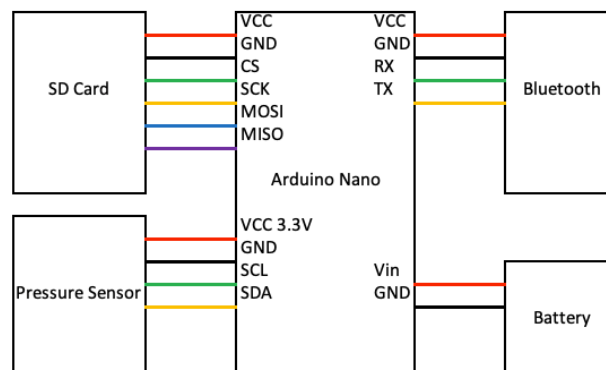 VCC
GND
CS
SCK
MOSI
MISO
SD Card
VCC
GND
RX
TX
Bluetooth
Arduino Nano
VCC 3.3V
GND
SCL
SDA
Pressure Sensor
Vin
GND
Battery